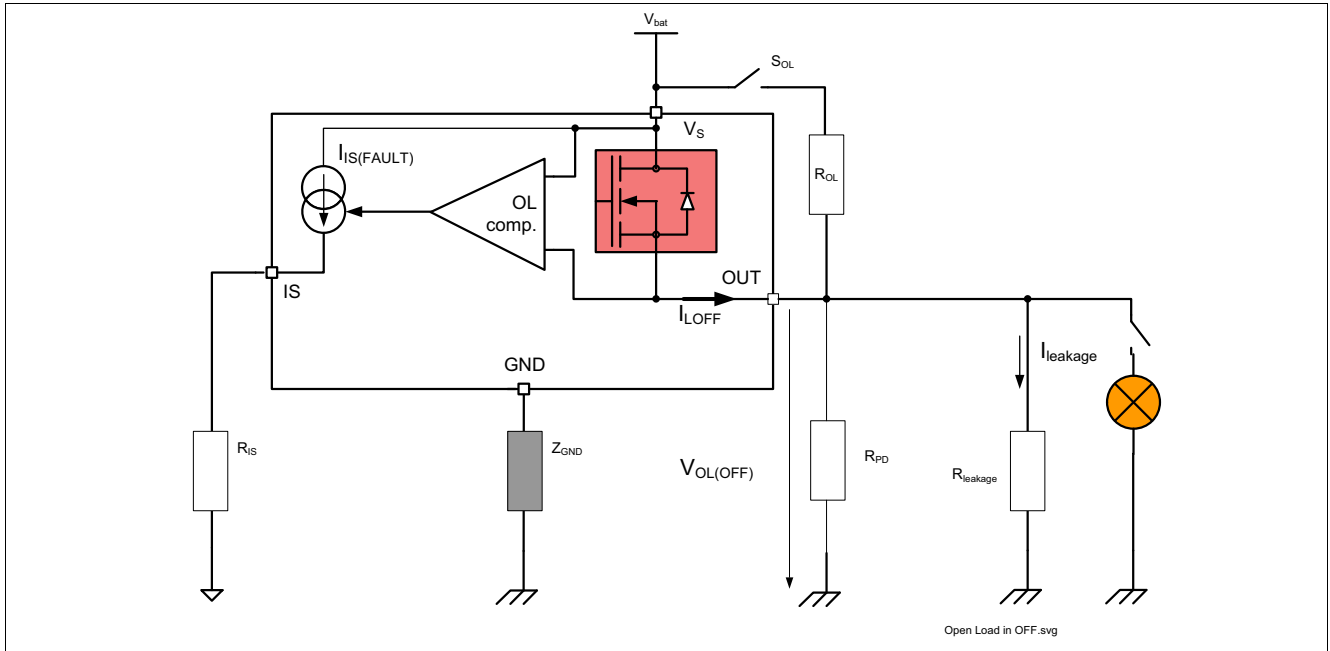 Vbat
SOL
VS
IIS(FAULT)
ROL
OL
comp.
OUT
IS
ILOFF
Ileakage
GND
RIS
ZGND
VOL(OFF)
RPD
Rleakage
Open Load in OFF.svg